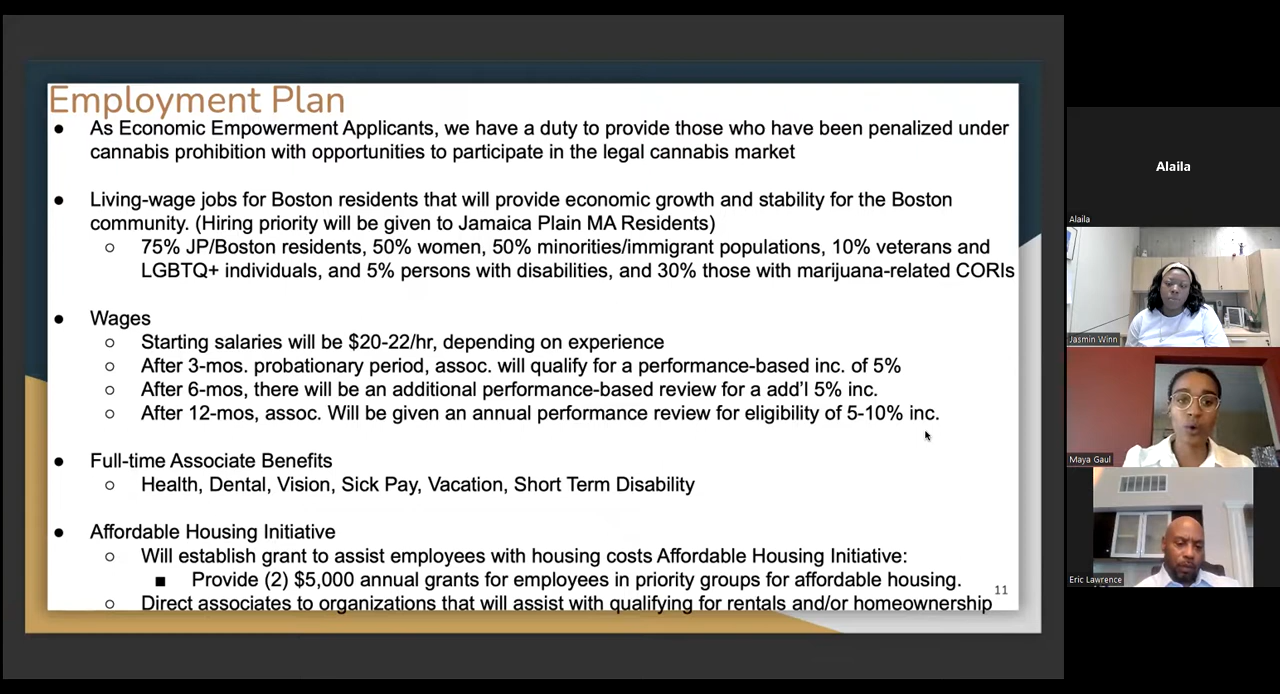 Employment Plan
● As Economic Empowerment Applicants, we have a duty to provide those who have been penalized under
cannabis prohibition with opportunities to participate in the legal cannabis market
● Living-wage jobs for Boston residents that will provide economic growth and stability for the Boston
community. (Hiring priority will be given to Jamaica Plain MA Residents)
○ 75% JP/Boston residents, 50% women, 50% minorities/immigrant populations, 10% veterans and
LGBTQ+ individuals, and 5% persons with disabilities, and 30% those with marijuana-related CORIs
● Wages
○ Starting salaries will be $20-22/hr, depending on experience
○ After 3-mos. probationary period, assoc. will qualify for a performance-based inc. of 5%
○ After 6-mos, there will be an additional performance-based review for a add’l 5% inc.
○ After 12-mos, assoc. Will be given an annual performance review for eligibility of 5-10% inc.
● Full-time Associate Benefits
○ Health, Dental, Vision, Sick Pay, Vacation, Short Term Disability
● Affordable Housing Initiative
○ Will establish grant to assist employees with housing costs Affordable Housing Initiative:
■ Provide (2) $5,000 annual grants for employees in priority groups for affordable housing.
○ Direct associates to organizations that will assist with qualifying for rentals and/or homeownership
11
Alaila
Alaila
Jasmin Winn
Maya Gaul
Eric Lawrence